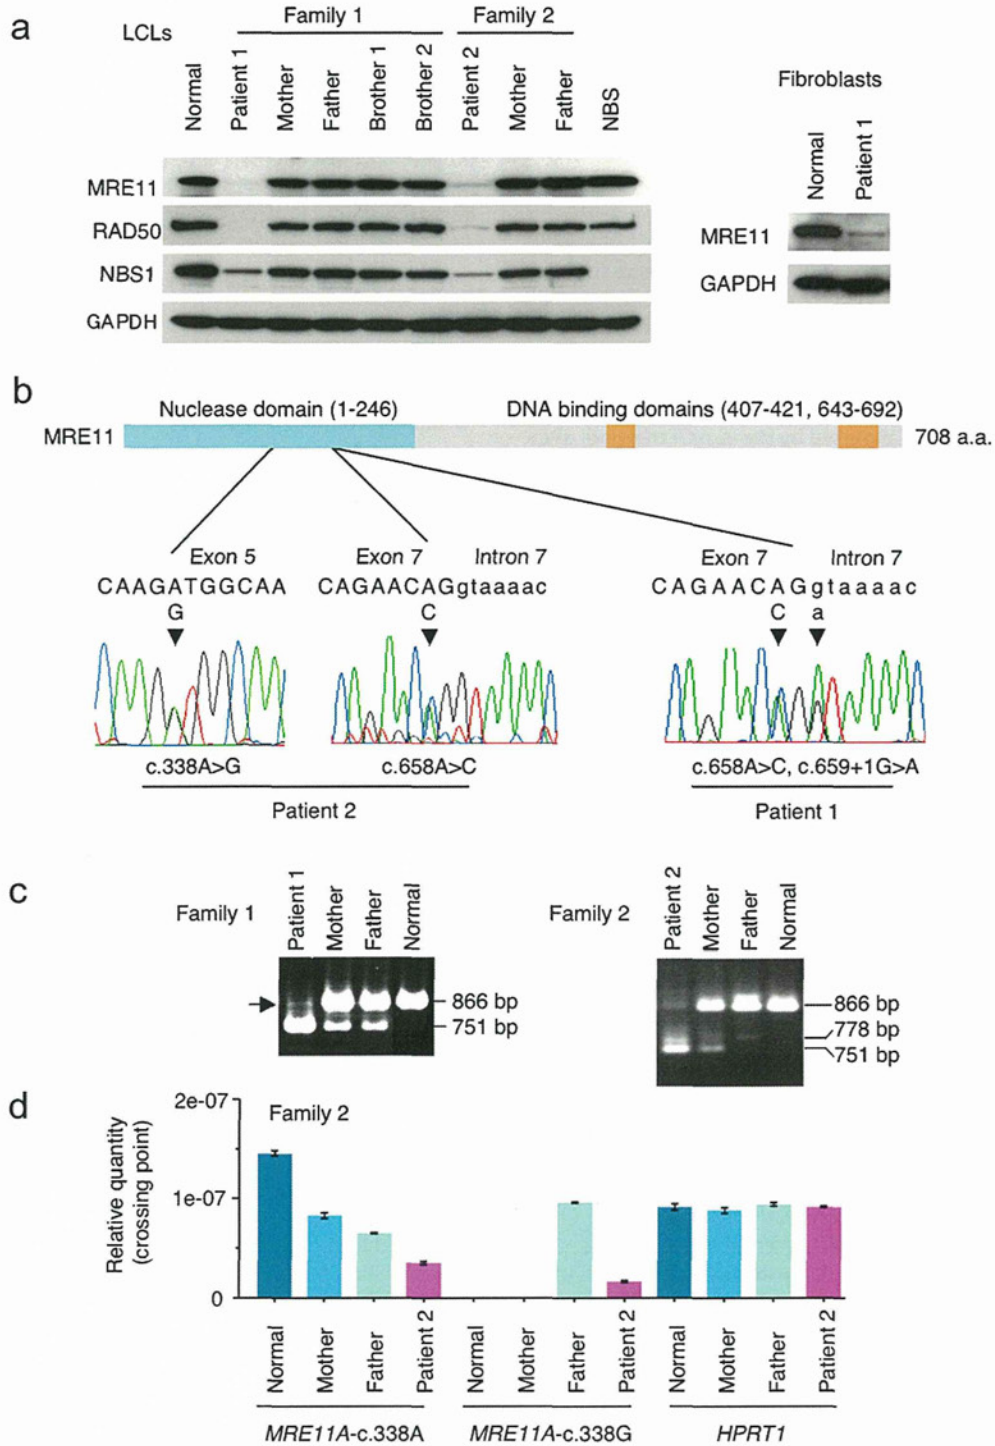 a
LCLs
Family 1
Family 2
Normal
Patient 1
Mother
Father
Brother 1
Brother 2
Patient 2
Mother
Father
NBS
MRE11
RAD50
NBS1
GAPDH
Fibroblasts
Normal
Patient 1
MRE11
GAPDH
b
Nuclease domain (1-246)
DNA binding domains (407-421, 643-692)
MRE11
708 a.a.
Exon 5
CAAGATGGCAA
G
c.338A>G
Exon 7 Intron 7
CAGAACAGgtaaaac
C
c.658A>C
Patient 2
Exon 7 Intron 7
CAGAACAGgtaaaac
C a
c.658A>C, c.659+1G>A
Patient 1
c
Family 1
Patient 1
Mother
Father
Normal
866 bp
751 bp
Family 2
Patient 2
Mother
Father
Normal
866 bp
778 bp
751 bp
d
Family 2
Relative quantity
(crossing point)
2e-07
1e-07
0
Normal
Mother
Father
Patient 2
Normal
Mother
Father
Patient 2
Normal
Mother
Father
Patient 2
MRE11A-c.338A
MRE11A-c.338G
HPRT1